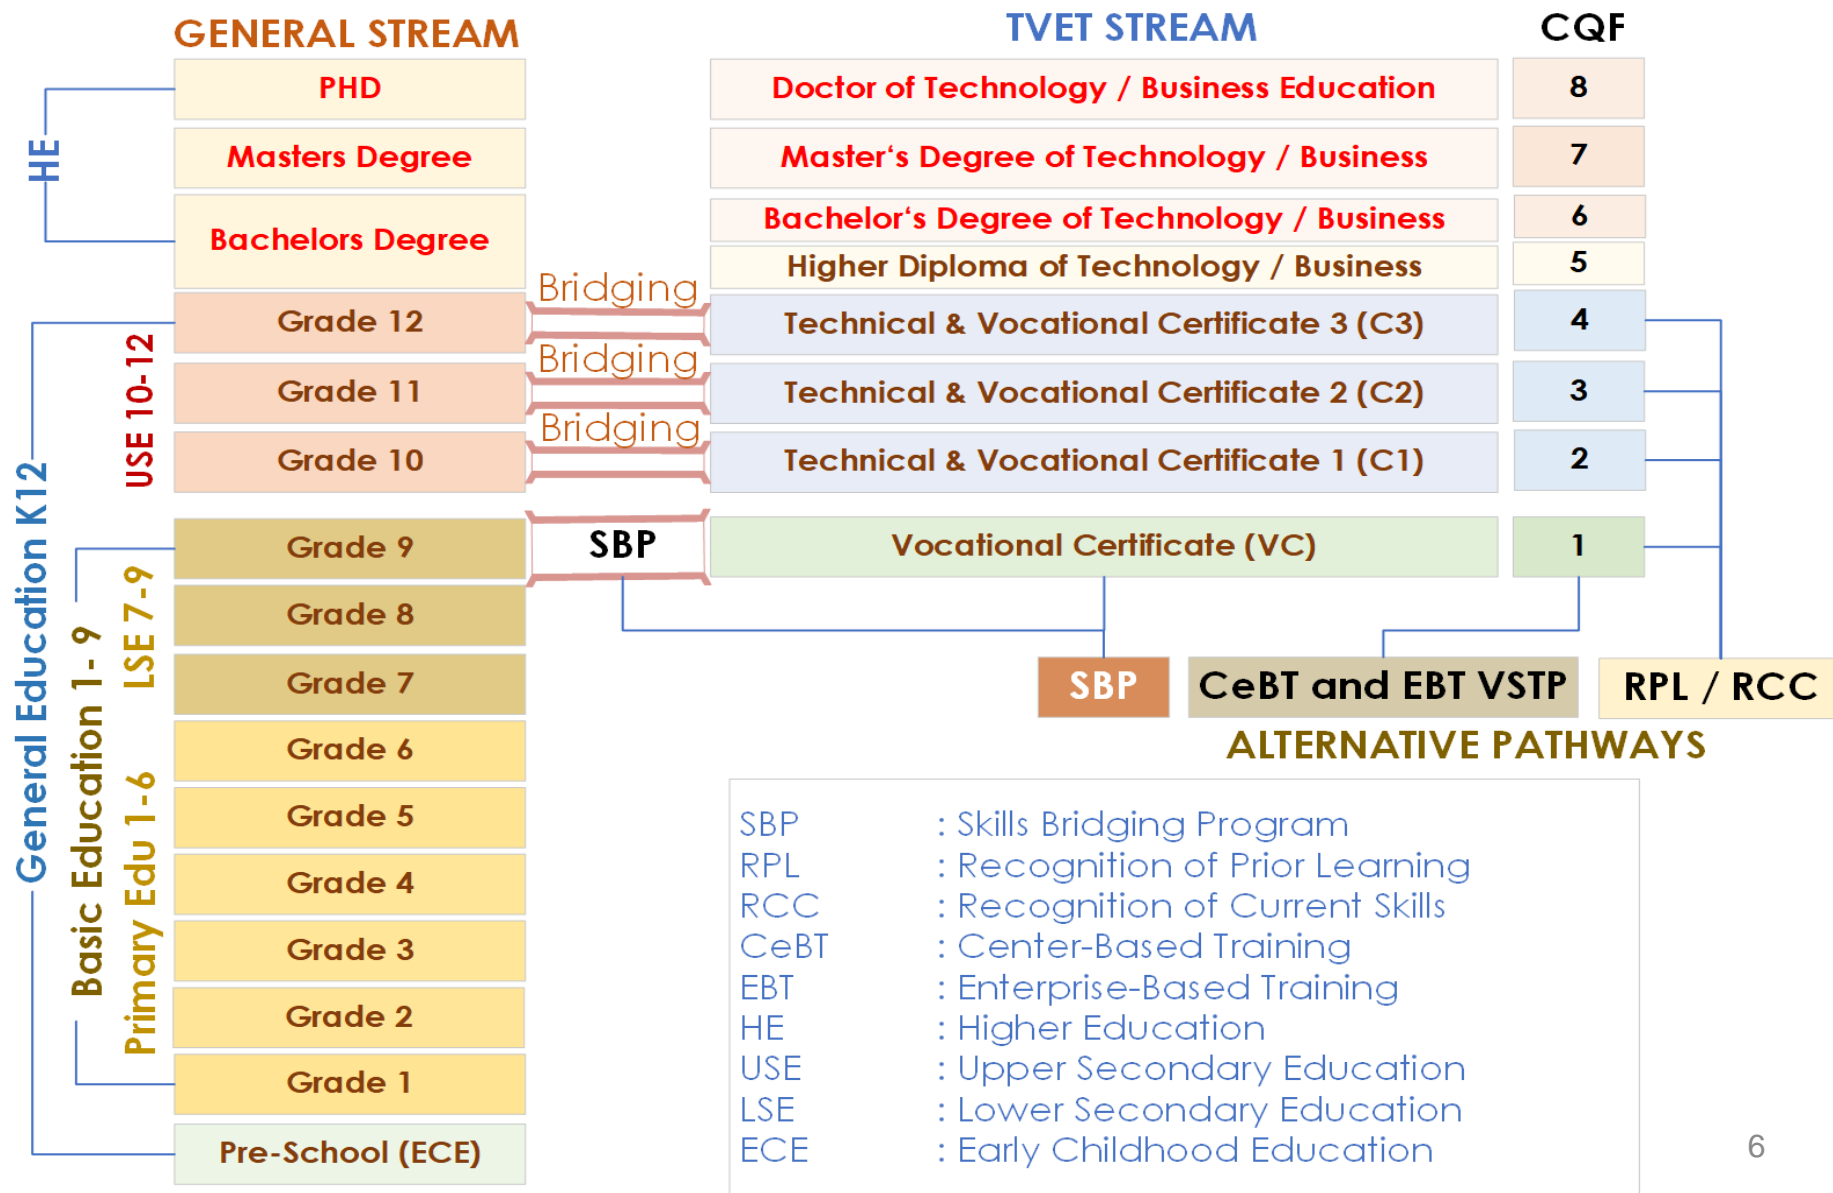 GENERAL STREAM
TVET STREAM
CQF
PHD
Doctor of Technology / Business Education
8
Masters Degree
Master‘s Degree of Technology / Business
7
HE
Bachelors Degree
Bachelor‘s Degree of Technology / Business
6
Higher Diploma of Technology / Business
5
Bridging
Grade 12
Technical & Vocational Certificate 3 (C3)
4
Bridging
Grade 11
Technical & Vocational Certificate 2 (C2)
3
Bridging
Grade 10
Technical & Vocational Certificate 1 (C1)
2
USE 10-12
Grade 9
SBP
Vocational Certificate (VC)
1
General Education K12
Basic Education 1- 9
LSE 7-9
Primary Edu 1-6
Grade 8
Grade 7
SBP
CeBT and EBT VSTP
RPL / RCC
ALTERNATIVE PATHWAYS
Grade 6
Grade 5
Grade 4
Grade 3
Grade 2
Grade 1
Pre-School (ECE)
SBP : Skills Bridging Program
RPL : Recognition of Prior Learning
RCC : Recognition of Current Skills
CeBT : Center-Based Training
EBT : Enterprise-Based Training
HE : Higher Education
USE : Upper Secondary Education
LSE : Lower Secondary Education
ECE : Early Childhood Education
6